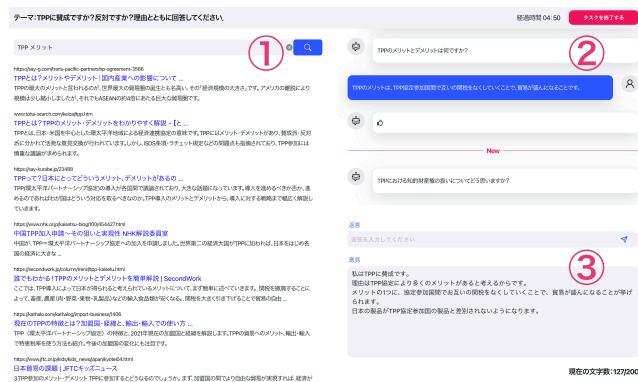 テーマ：TPPに賛成ですか？反対ですか？理由とともに回答してください。
経過時間 04: 50
タスクを終了する
TPP メリット
①
https://say-g.com/trans-pacific-partnership-agreement-3566
TPPとは？メリットやデメリット | 国内産業への影響について ...
TPPの最大のメリットと言われるのが、世界最大の貿易圏の誕生とも名高い、その「経済規模の大きさ」です。アメリカの離脱により
規模は少し縮小しましたが、それでもASEANの約4倍にあたる巨大な貿易圏です。
www.toha-search.com/keizai/tpp.htm
TPPとは？TPPのメリット・デメリットをわかりやすく解説 -【と ...
TPPとは、日本・米国を中心とした環太平洋地域による経済連携協定の意味です。TPPにはメリット・デメリットがあり、賛成派・反対
派に分かれて活発な意見交換が行われています。しかし、ISDS条項・ラチェット規定などの問題点も指摘されており、TPP参加には
慎重な議論が求められます。
https://say-kurabe.jp/23488
TPPって？日本にとってどういうメリット、デメリットがあるの ...
TPP(環太平洋パートナーシップ協定)の導入が各国間で議論されており、大きな話題になっています。導入を進めるべきか否か、進
めるのであればわが国はどういう対応を取るべきなのか。TPP導入のメリットとデメリットから、導入に対する戦略まで幅広く解説し
ていきます。
https://www.nhk.or.jp/kaisetsu-blog/100/454427.html
中国TPP加入申請〜その狙いと実現性 NHK解説委員室
中国が、TPP＝環太平洋パートナーシップ協定への加入を申請しました。世界第二の経済大国がTPPに加われば、日本をはじめ各
国の経済に大きな ...
https://secondwork.jp/column/trend/tpp-kaisetu.html
誰でもわかる！TPPのメリットとデメリットを簡単解説 | SecondWork
ここでは、TPP導入によって日本が得られると考えられているメリットについて、まず簡単に述べていきます。関税を撤廃することに
よって、畜産、農産（肉・野菜・果物・乳製品）などの輸入食品類が安くなる。 関税を大きく引き下げることで貿易の自由 ...
https://kathalo.com/kathalog/import-business/1406
現在のTPPの特徴とは？加盟国・経緯と、輸出・輸入での使い方 ...
TPP（環太平洋パートナーシップ）の特徴と、2021年現在の加盟国と経緯を解説します。TPPの貿易へのメリット、輸出・輸入
で特恵税率を使う方法も紹介。今後の加盟国の変化にも注目です。
https://www.jftc.or.jp/kids/kids_news/japan/kyotei04.html
日本貿易の課題 | JFTCキッズニュース
3.TPP参加のメリット・デメリット TPPに参加するとどうなるのでしょうか。まず、加盟国の間でより自由な貿易が実現すれば、経済が
②
TPPのメリットとデメリットは何ですか？
TPPのメリットは、TPP協定参加国間で互いの関税をなくしていくことで、貿易が盛んになることです。
New
TPPにおける知的財産権の扱いについてどう思いますか？
返答
返答を入力してください
意見
③
私はTPPに賛成です。
理由はTPP協定により多くのメリットがあると考えるからです。
メリットの1つに、協定参加国間でお互いの関税をなくしていくことで、貿易が盛んになることが挙げ
られます。
日本の製品がTPP協定参加国の製品と差別されないようになります。
現在の文字数: 127/200